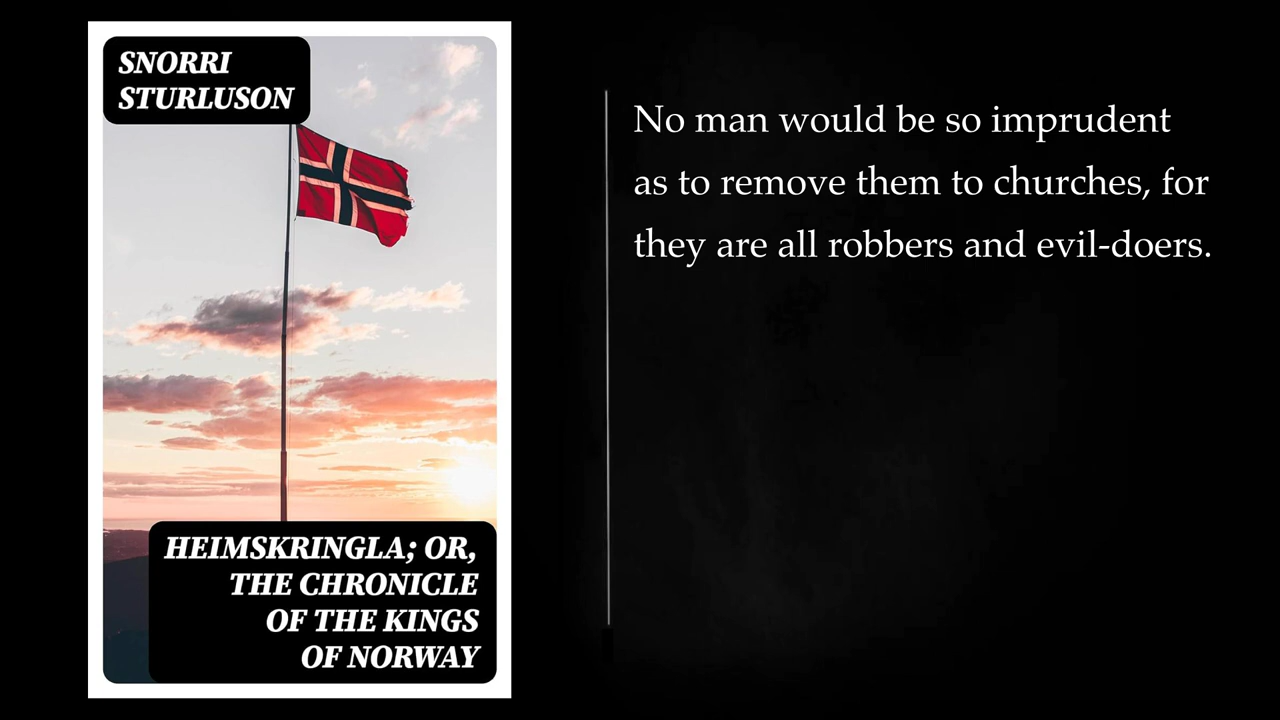 SNORRI
STURLUSON
HEIMSKRINGLA; OR,
THE CHRONICLE
OF THE KINGS
OF NORWAY
No man would be so imprudent
as to remove them to churches, for
they are all robbers and evil-doers.